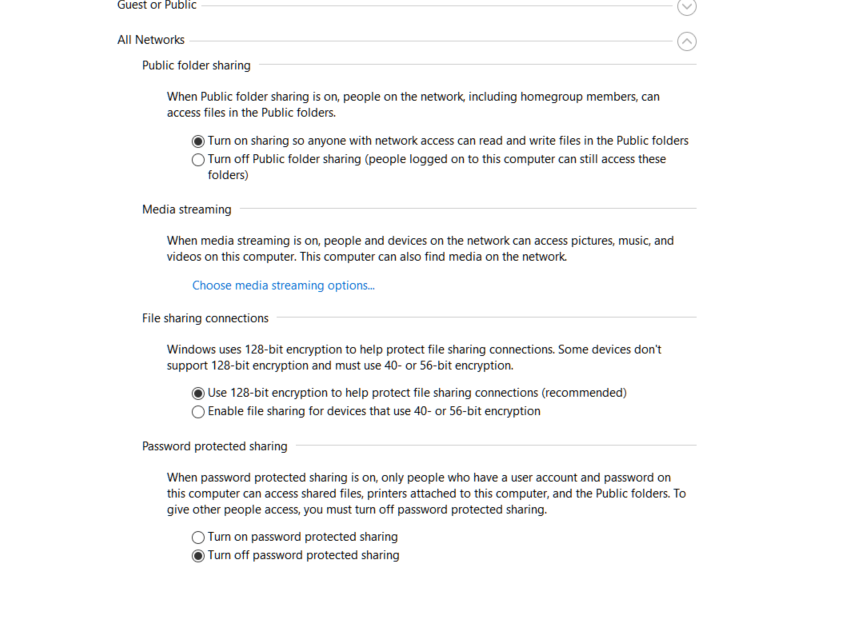 Guest or Public
All Networks
Public folder sharing
When Public folder sharing is on, people on the network, including homegroup members, can
access files in the Public folders.
Turn on sharing so anyone with network access can read and write files in the Public folders
Turn off Public folder sharing (people logged on to this computer can still access these
folders)
Media streaming
When media streaming is on, people and devices on the network can access pictures, music, and
videos on this computer. This computer can also find media on the network.
Choose media streaming options...
File sharing connections
Windows uses 128-bit encryption to help protect file sharing connections. Some devices don't
support 128-bit encryption and must use 40- or 56-bit encryption.
Use 128-bit encryption to help protect file sharing connections (recommended)
Enable file sharing for devices that use 40- or 56-bit encryption
Password protected sharing
When password protected sharing is on, only people who have a user account and password on
this computer can access shared files, printers attached to this computer, and the Public folders. To
give other people access, you must turn off password protected sharing.
Turn on password protected sharing
Turn off password protected sharing